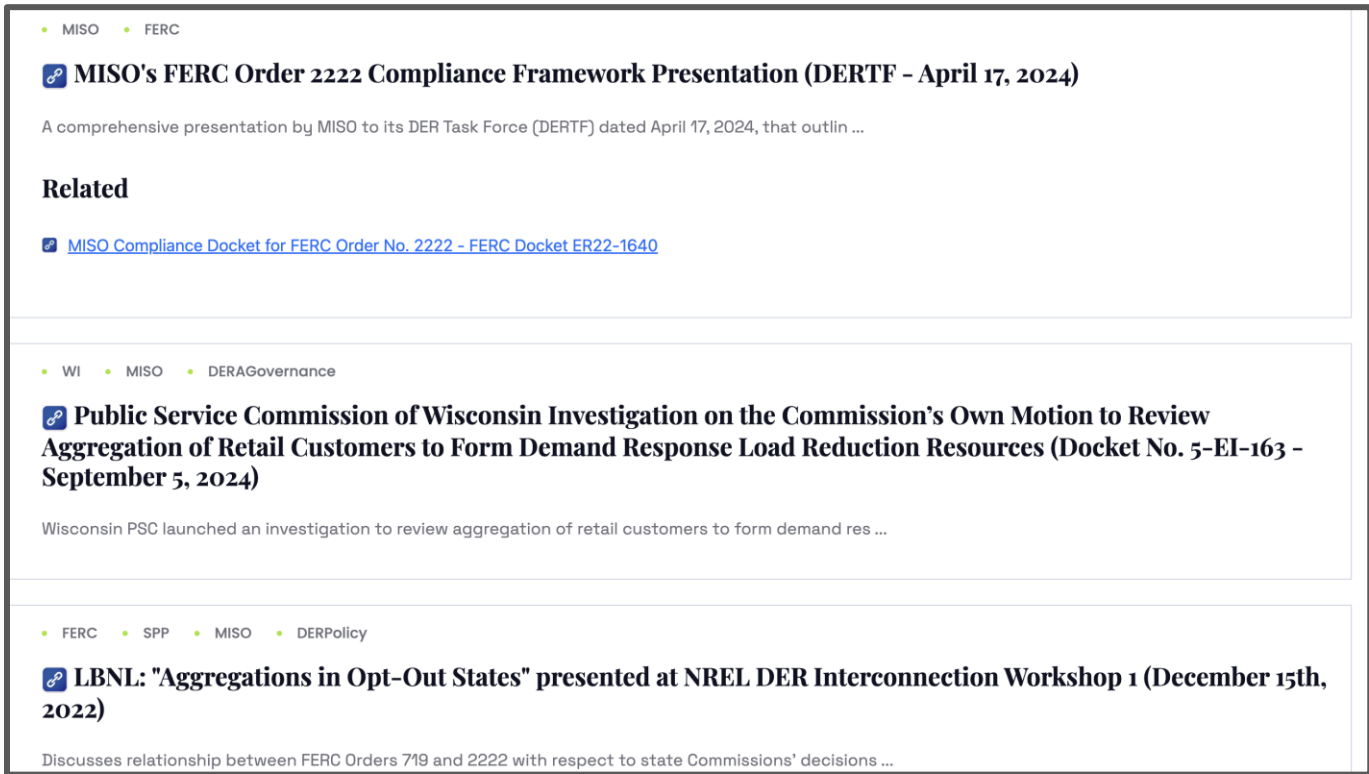 MISO FERC
MISO's FERC Order 2222 Compliance Framework Presentation (DERTF - April 17, 2024)
A comprehensive presentation by MISO to its DER Task Force (DERTF) dated April 17, 2024, that outlin ...
Related
MISO Compliance Docket for FERC Order No. 2222 - FERC Docket ER22-1640
WI MISO DERAGovernance
Public Service Commission of Wisconsin Investigation on the Commission’s Own Motion to Review
Aggregation of Retail Customers to Form Demand Response Load Reduction Resources (Docket No. 5-EI-163 -
September 5, 2024)
Wisconsin PSC launched an investigation to review aggregation of retail customers to form demand res ...
FERC SPP MISO DERPolicy
LBNL: "Aggregations in Opt-Out States" presented at NREL DER Interconnection Workshop 1 (December 15th,
2022)
Discusses relationship between FERC Orders 719 and 2222 with respect to state Commissions’ decisions ...